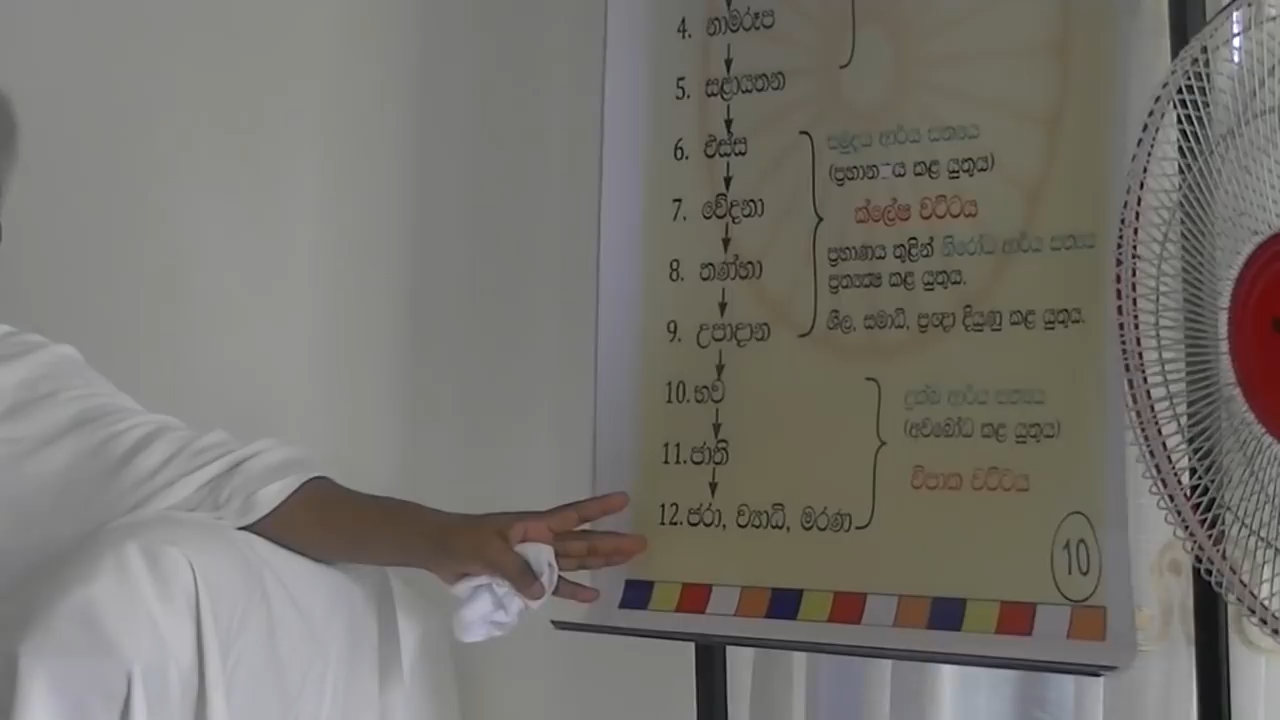 4. නාමරූප
5. සළායතන
6. ඵස්ස
7. වේදනා
8. තණ්හා
9. උපාදාන
සමුදය ආර්ය සත්‍යය
කළ යුතුය)
ක්ලේෂ වට්ටය
ප්‍රහාණය තුළින් නිරෝධ ආර්ය සත්‍යය
ප්‍රත්‍යක්ෂ කළ යුතුය.
ශීල, සමාධි, ප්‍රඥා දියුණු කළ යුතුය.
10. භව
11. ජාති
12. ජරා, ව්‍යාධි, මරණ
දුක්ඛ ආර්ය සත්‍යය
(අවබෝධ කළ යුතුය)
විපාක වට්ටය
10